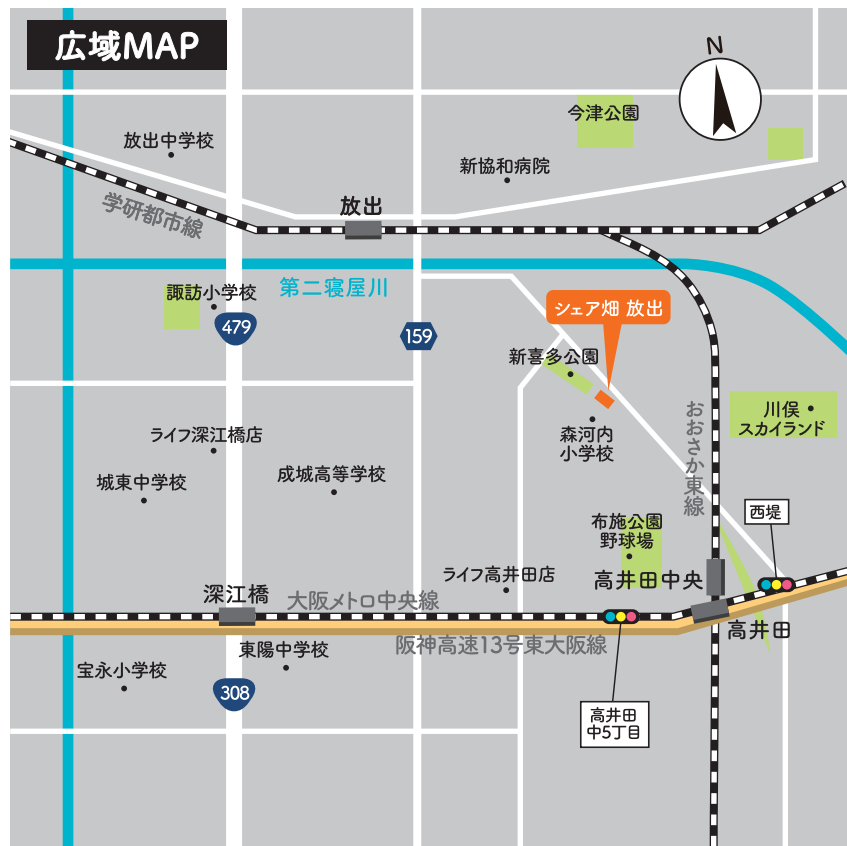 広域MAP
N
今津公園
放出中学校
新協和病院
放出
学研都市線
第二寝屋川
諏訪小学校
シェア畑 放出
479
159
新喜多公園
川俣
スカイランド
おおさか東線
森河内
小学校
ライフ深江橋店
成城高等学校
城東中学校
西堤
布施公園
野球場
高井田中央
ライフ高井田店
深江橋
大阪メトロ中央線
高井田
阪神高速13号東大阪線
東陽中学校
宝永小学校
308
高井田
中5丁目